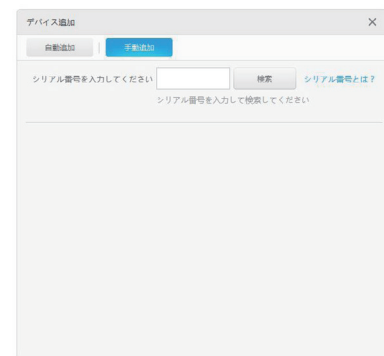 デバイス追加
自動追加 手動追加
シリアル番号を入力してください 検索 シリアル番号とは？
シリアル番号を入力して検索してください